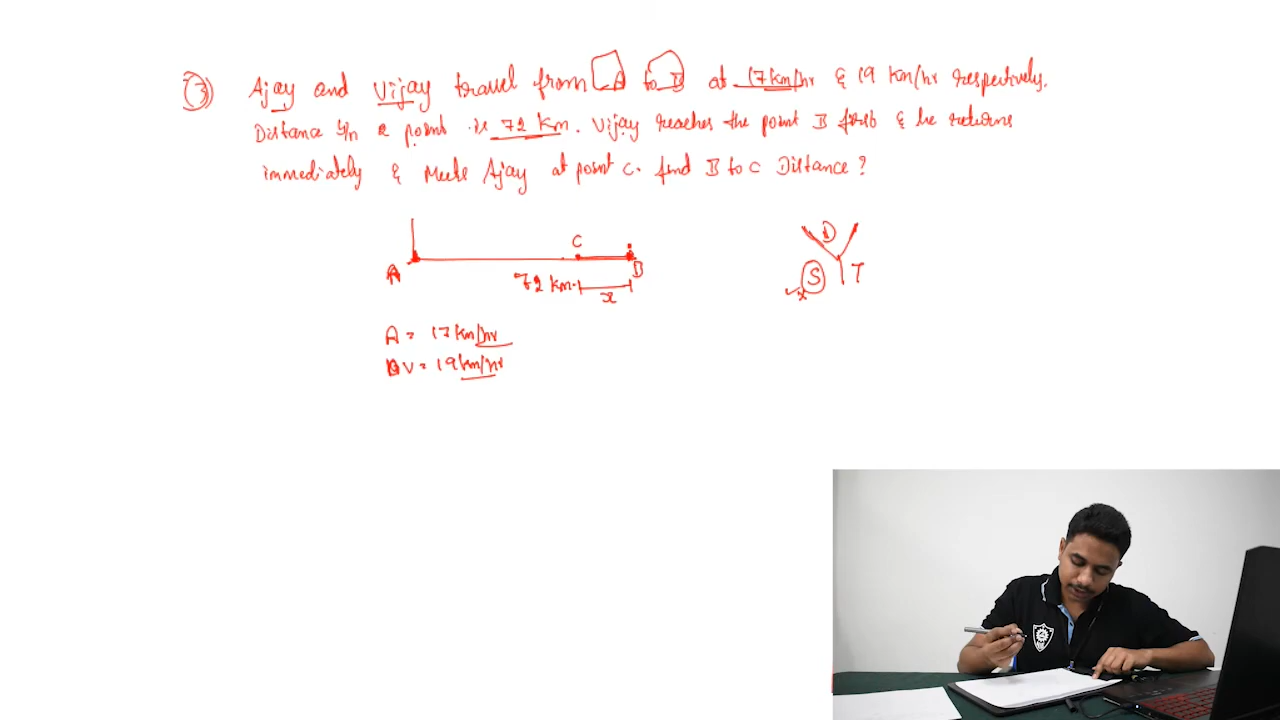 3) Ajay and Vijay travel from A to B at 17 km/hr & 19 km/hr respectively.
Distance b/n 2 point is 72 km. Vijay reaches the point B first & he returns
immediately & Meets Ajay at point C. find B to C Distance?
C
A
B
72 km.
x
A = 17 km/hr
V = 19 km/hr
D
S T